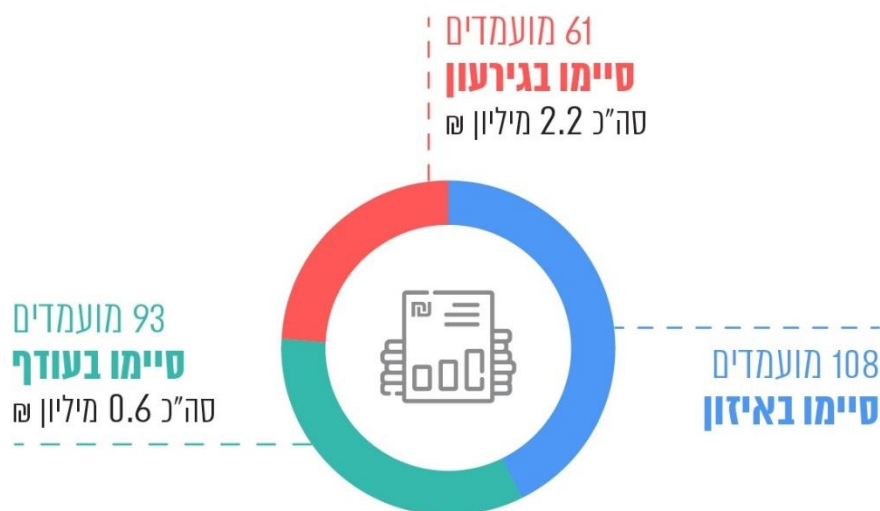 61 מועמדים
סיימו בגירעון
סה"כ 2.2 מיליון ₪
₪
93 מועמדים
סיימו בעודף
סה"כ 0.6 מיליון ₪
108 מועמדים
סיימו באיזון